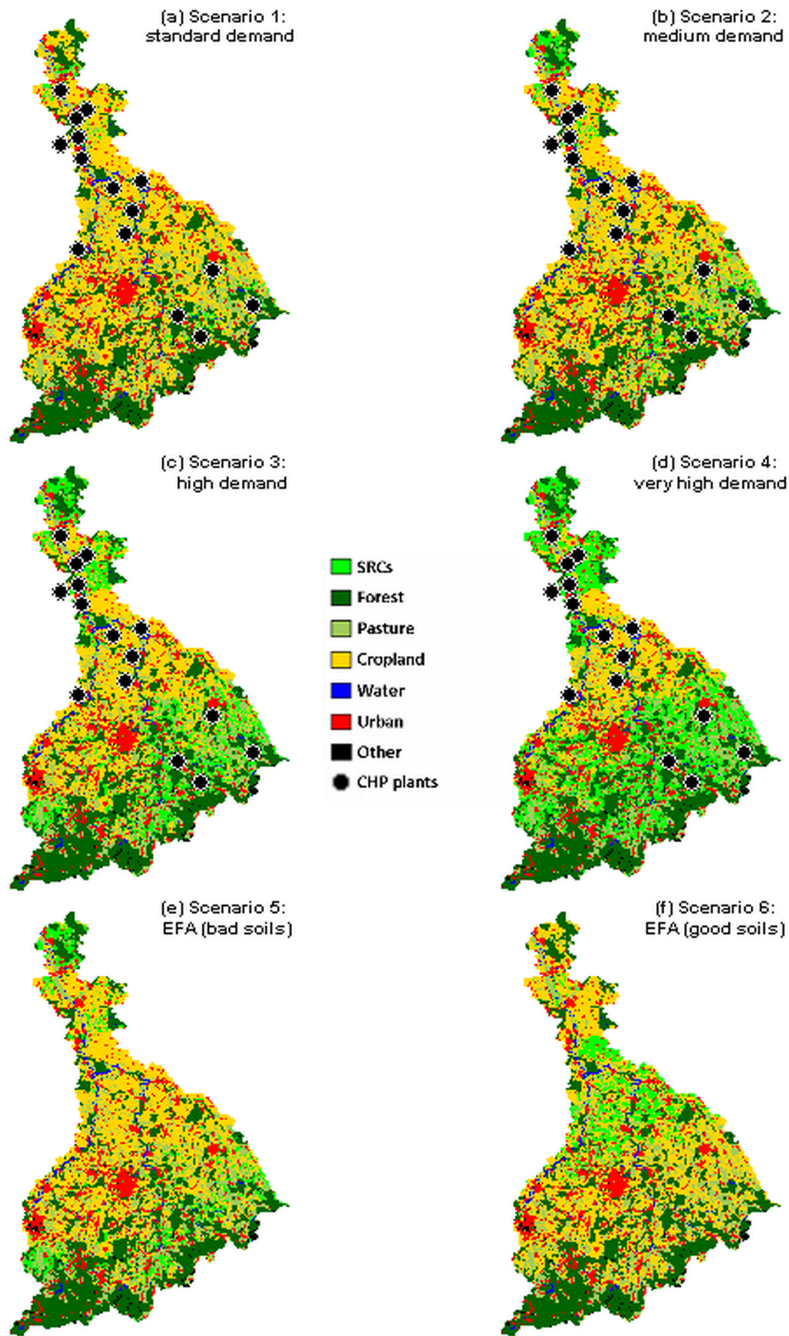 (a) Scenario 1:
standard demand
(b) Scenario 2:
medium demand
(c) Scenario 3:
high demand
(d) Scenario 4:
very high demand
SRCs
Forest
Pasture
Cropland
Water
Urban
Other
CHP plants
(e) Scenario 5:
EFA (bad soils)
(f) Scenario 6:
EFA (good soils)